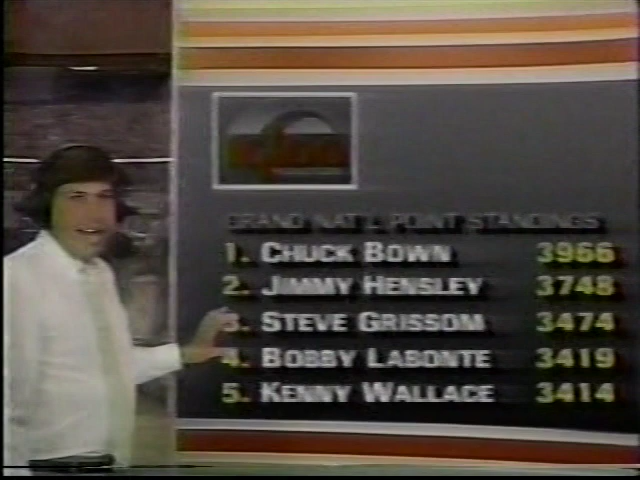 GRAND NAT'L POINT STANDINGS
1. CHUCK BOWN 3966
2. JIMMY HENSLEY 3748
3. STEVE GRISSOM 3474
4. BOBBY LABONTE 3419
5. KENNY WALLACE 3414